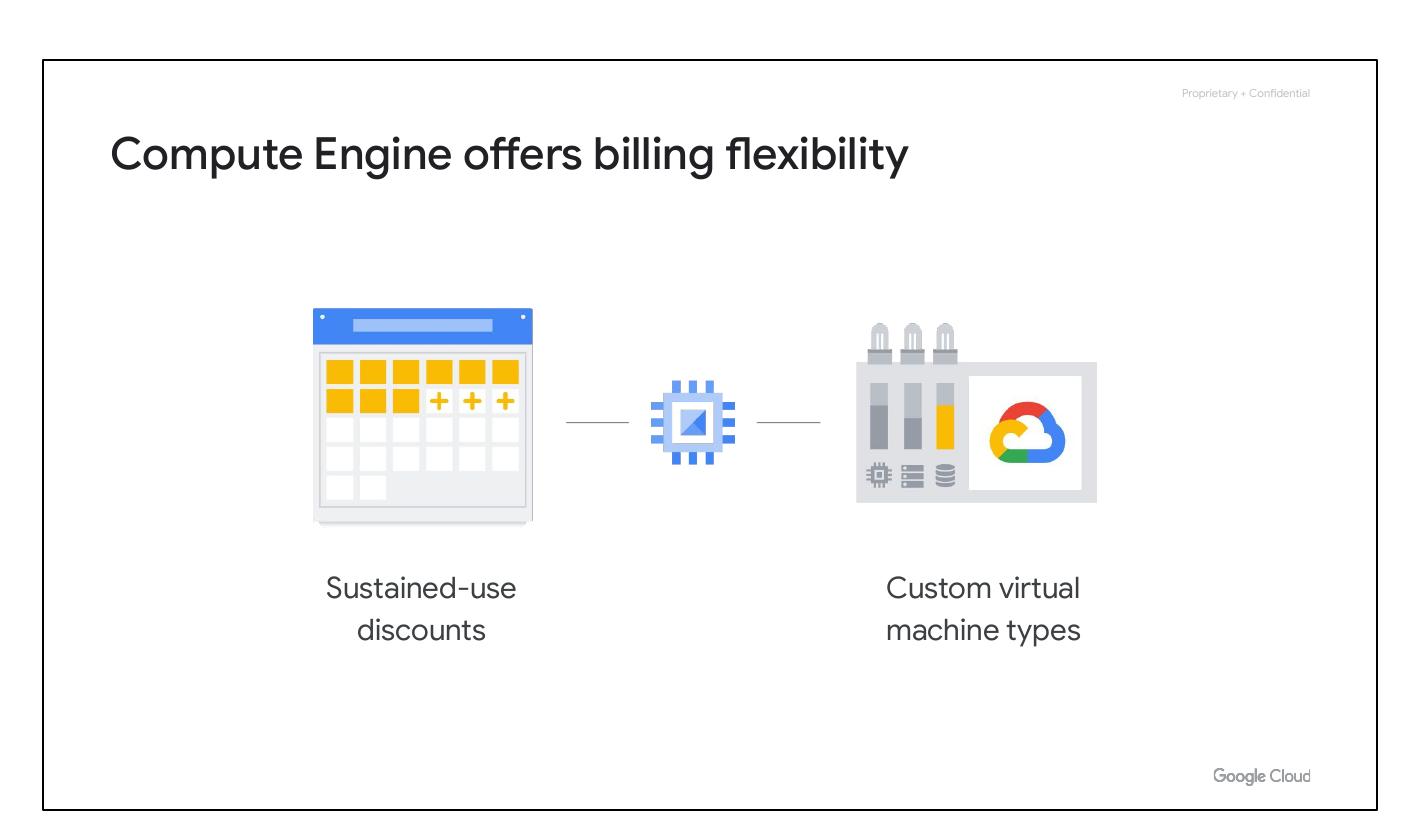 Proprietary + Confidential
Compute Engine offers billing flexibility
Sustained-use
discounts
Custom virtual
machine types
Google Cloud